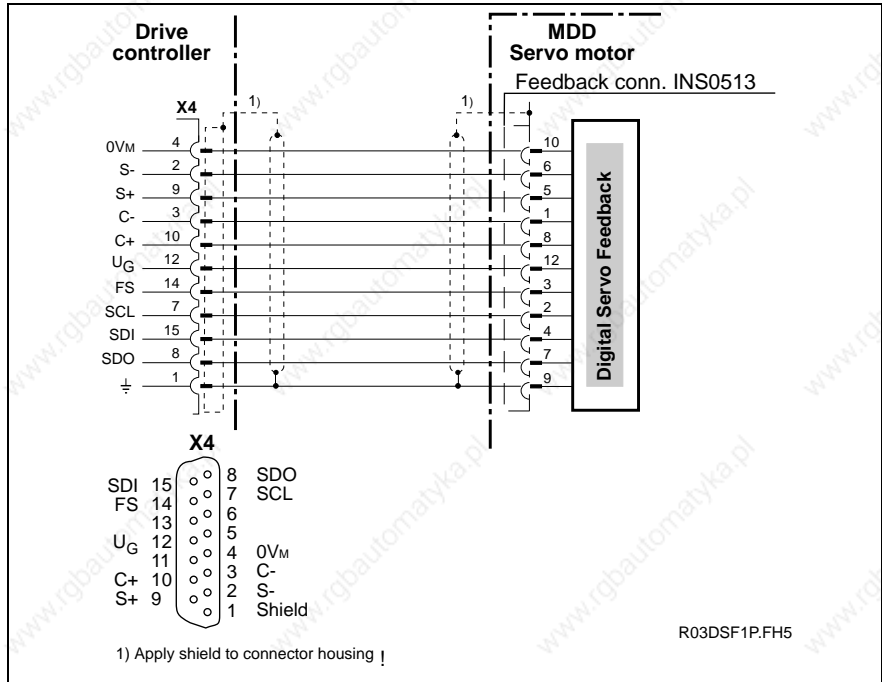 Drive
controller
MDD
Servo motor
Feedback conn. INS0513
X4
1)
1)
0VM 4 10
S- 2 6
S+ 9 5
C- 3 1
C+ 10 8
UG 12 12
FS 14 3
SCL 7 2
SDI 15 4
SDO 8 7
⏚ 1 9
Digital Servo Feedback
X4
8 SDO
SDI 15
7 SCL
FS 14
6
13
5
UG 12
4 0VM
11
3 C-
C+ 10
2 S-
S+ 9
1 Shield
R03DSF1P.FH5
1) Apply shield to connector housing !
www.rgbautomatyka.pl